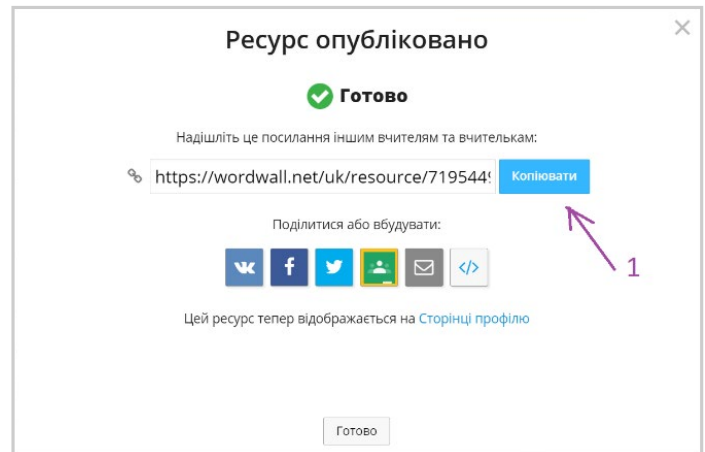 Ресурс опубліковано
Готово
Надішліть це посилання іншим вчителям та вчителькам:
https://wordwall.net/uk/resource/7195449 Копіювати
1
Поділитися або вбудувати:
</>
Цей ресурс тепер відображається на Сторінці профілю
Готово